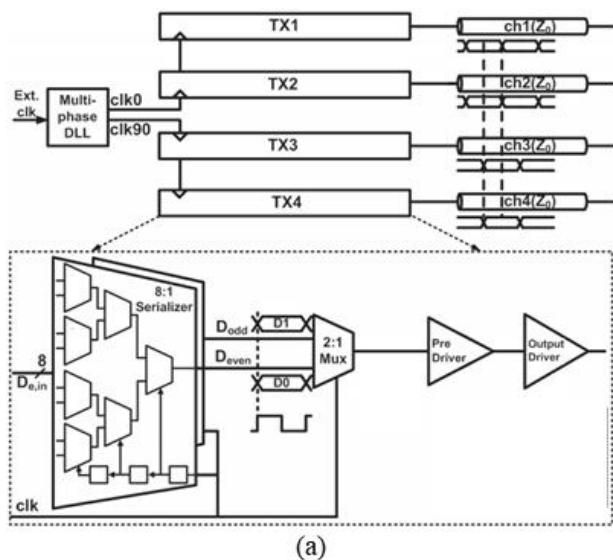 TX1
ch1(Z0)
TX2
ch2(Z0)
Ext.
clk
Multi-
phase
DLL
clk0
clk90
TX3
ch3(Z0)
TX4
ch4(Z0)
8:1
Serializer
8
De,in
Dodd
D1
Deven
D0
2:1
Mux
Pre
Driver
Output
Driver
clk
(a)